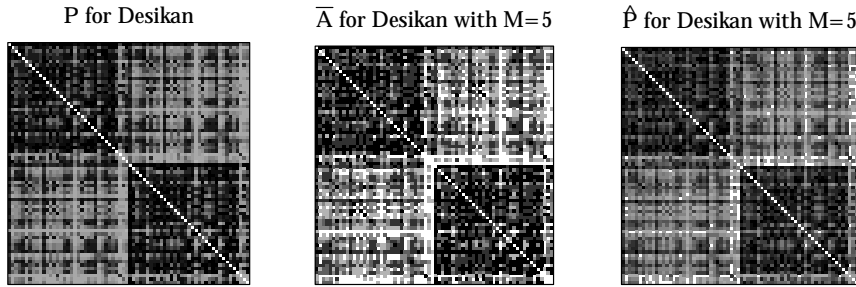 P for Desikan
A̅ for Desikan with M=5
P̂ for Desikan with M=5